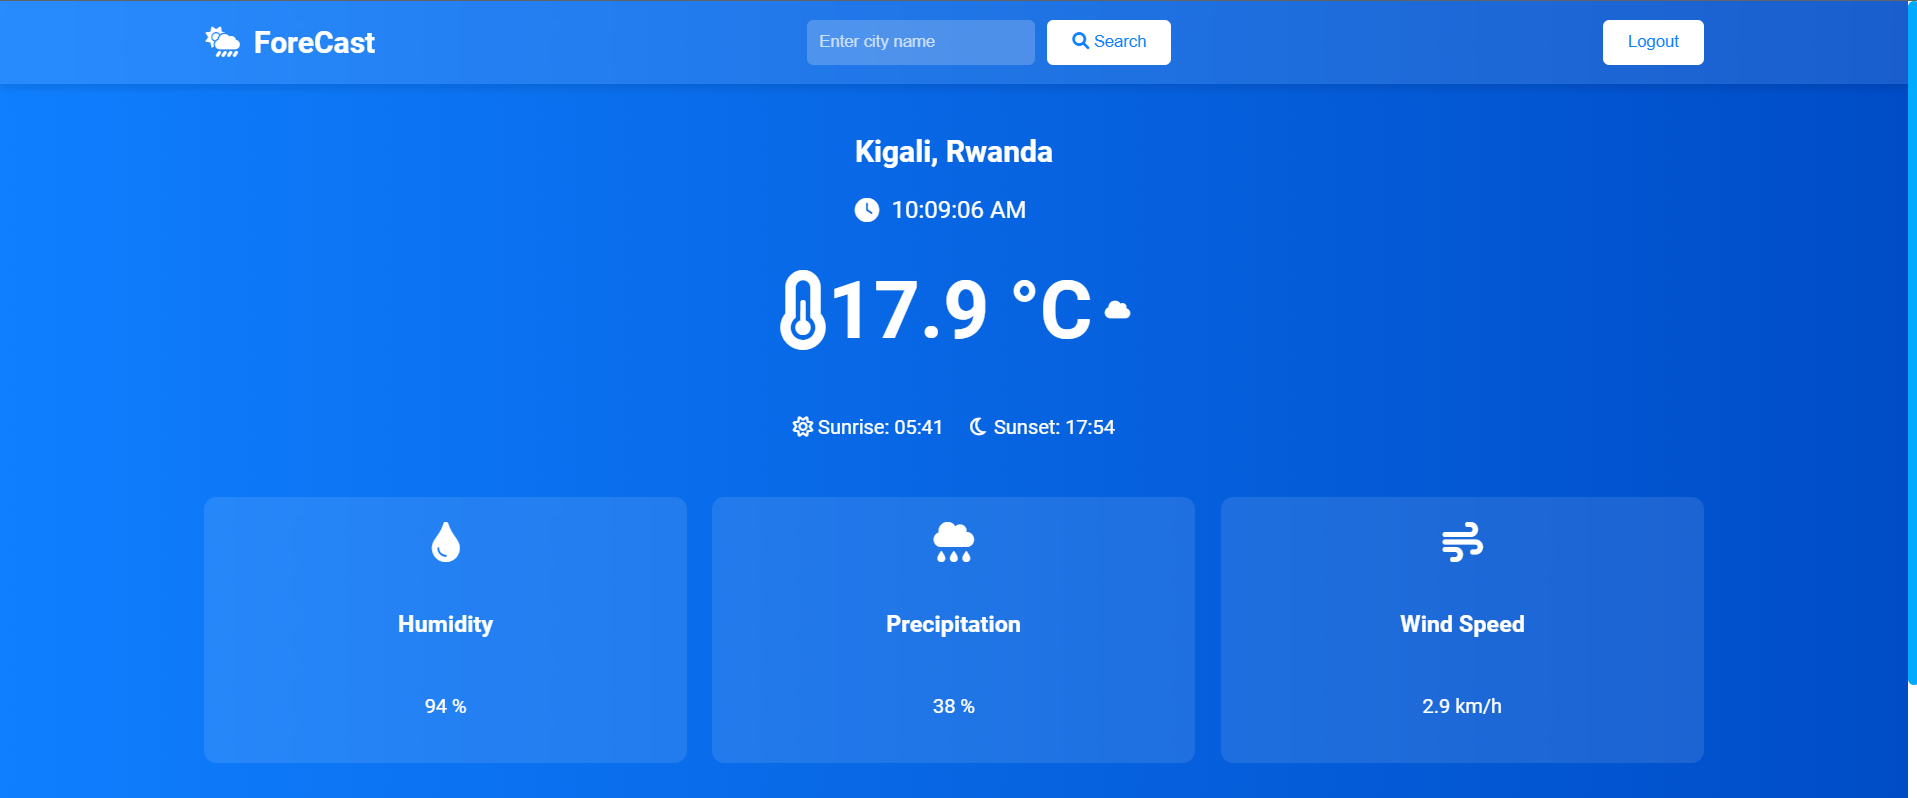 ForeCast
Enter city name
Search
Logout
Kigali, Rwanda
10:09:06 AM
17.9 °C
Sunrise: 05:41 Sunset: 17:54
Humidity
94 %
Precipitation
38 %
Wind Speed
2.9 km/h